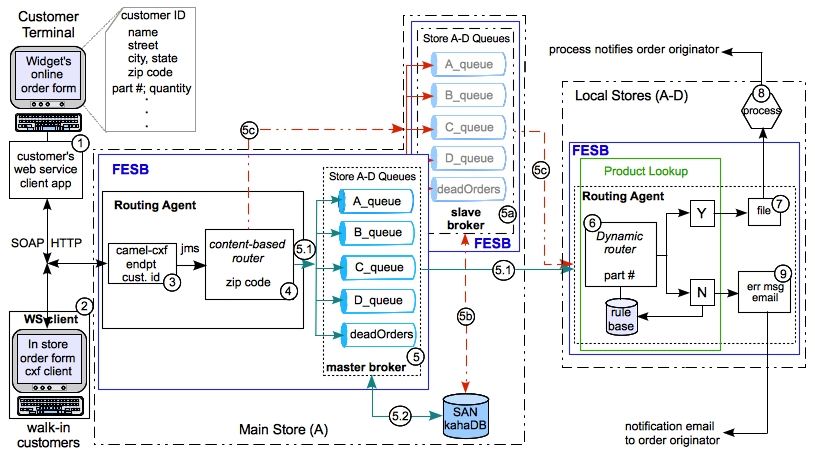 Customer
Terminal
Widget's
online
order form
customer ID
name
street
city, state
zip code
part #; quantity
.
.
.
1
customer's
web service
client app
SOAP
HTTP
2
WS client
In store
order form
cxf client
walk-in
customers
FESB
Routing Agent
camel-cxf
endpt
cust. id
3
jms
content-based
router
zip code
4
5.1
5c
Store A-D Queues
A_queue
B_queue
C_queue
D_queue
deadOrders
5
master broker
Main Store (A)
5.2
SAN
kahaDB
5b
Store A-D Queues
A_queue
B_queue
C_queue
D_queue
deadOrders
slave
broker
5a
FESB
5c
5.1
process notifies order originator
8
process
Local Stores (A-D)
FESB
Product Lookup
Routing Agent
6
Dynamic
router
part #
rule
base
Y
N
file
7
9
err msg
email
notification email
to order originator